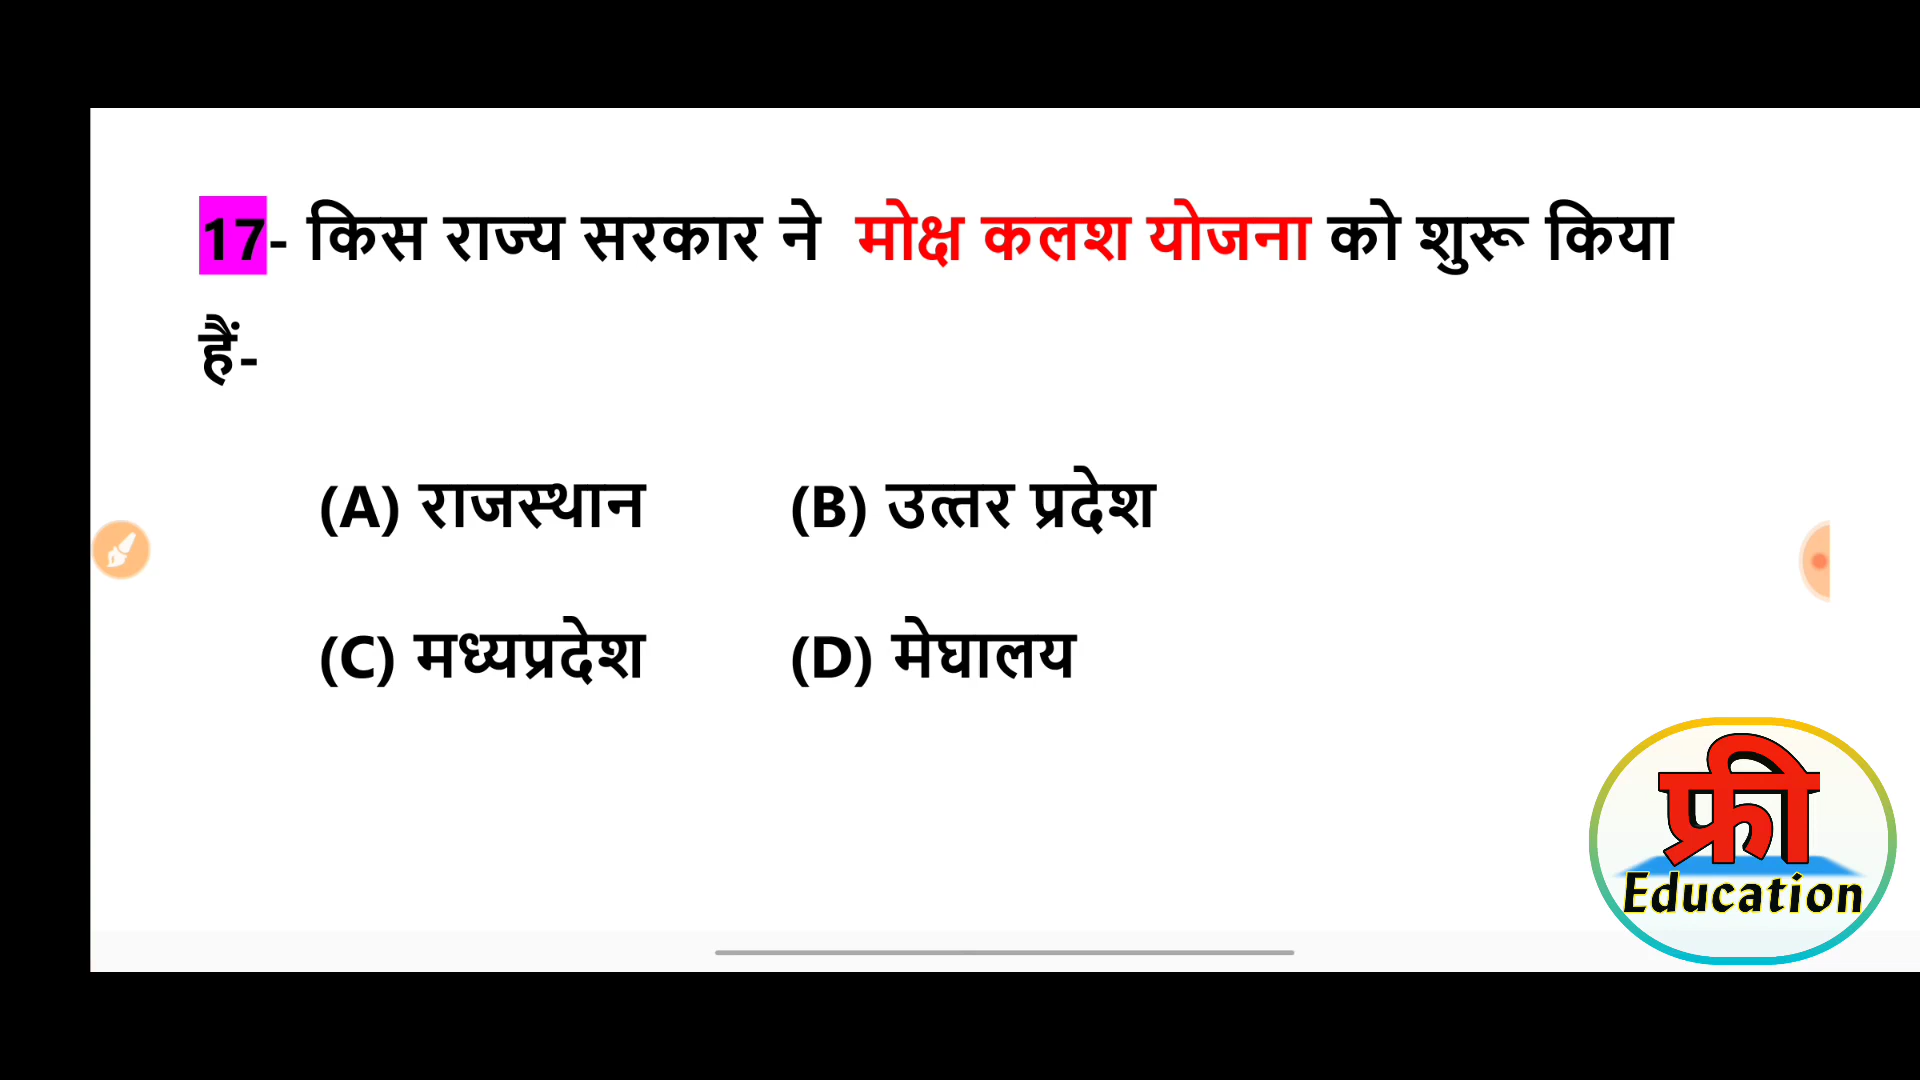 17- किस राज्य सरकार ने मोक्ष कलश योजना को शुरू किया
हैं-
(A) राजस्थान (B) उत्तर प्रदेश
(C) मध्यप्रदेश (D) मेघालय
फ्री
Education